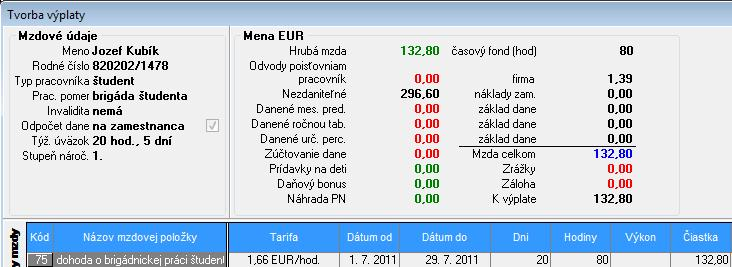 Tvorba výplaty
Mzdové údaje
Meno Jozef Kubík
Rodné číslo 820202/1478
Typ pracovníka študent
Prac. pomer brigáda študenta
Invalidita nemá
Odpočet dane na zamestnanca
Týž. úväzok 20 hod., 5 dní
Stupeň nároč. 1.
Mena EUR
Hrubá mzda 132,80 časový fond (hod) 80
Odvody poisťovniam
pracovník 0,00 firma 1,39
Nezdaniteľné 296,60 náklady zam. 0,00
Danené mes. pred. 0,00 základ dane 0,00
Danené ročnou tab. 0,00 základ dane 0,00
Danené urč. perc. 0,00 základ dane 0,00
Zúčtovanie dane 0,00 Mzda celkom 132,80
Prídavky na deti 0,00 Zrážky 0,00
Daňový bonus 0,00 Záloha 0,00
Náhrada PN 0,00 K výplate 132,80
y mzdy
Kód Názov mzdovej položky Tarifa Dátum od Dátum do Dni Hodiny Výkon Čiastka
75 dohoda o brigádnickej práci študent 1,66 EUR/hod. 1. 7. 2011 29. 7. 2011 20 80 132,80